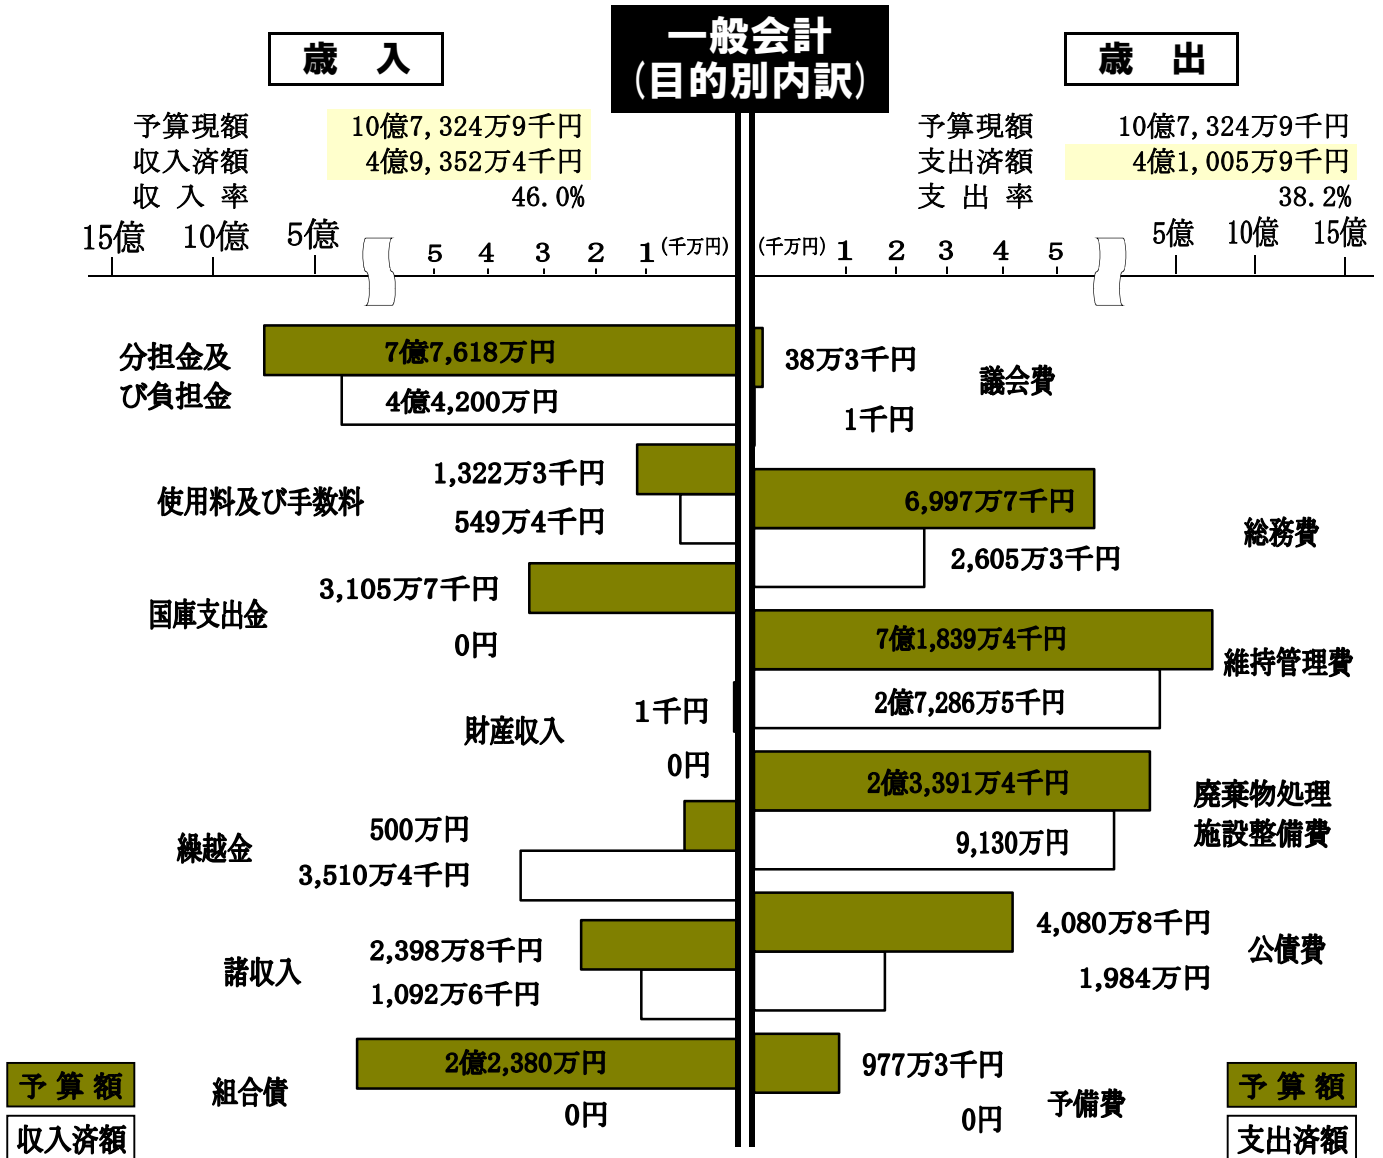 一般会計
(目的別内訳)
歳 入
予算現額 10億7,324万9千円
収入済額 4億9,352万4千円
収 入 率 46.0%
15億 10億 5億 5 4 3 2 1 (千万円)
分担金及
び負担金
7億7,618万円
4億4,200万円
使用料及び手数料
1,322万3千円
549万4千円
国庫支出金
3,105万7千円
0円
財産収入
1千円
0円
繰越金
500万円
3,510万4千円
諸収入
2,398万8千円
1,092万6千円
組合債
2億2,380万円
0円
予 算 額
収入済額
歳 出
予算現額 10億7,324万9千円
支出済額 4億1,005万9千円
支 出 率 38.2%
(千万円) 1 2 3 4 5 5億 10億 15億
38万3千円
1千円
議会費
6,997万7千円
2,605万3千円
総務費
7億1,839万4千円
2億7,286万5千円
維持管理費
2億3,391万4千円
9,130万円
廃棄物処理
施設整備費
4,080万8千円
1,984万円
公債費
977万3千円
0円
予備費
予 算 額
支出済額